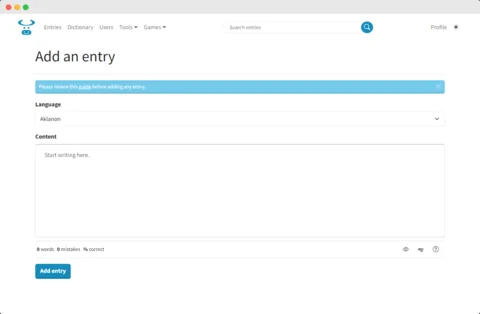 Entries Dictionary Users Tools Games Search entries Profile
Add an entry
Please review this guide before adding any entry.
Language
Aklanon
Content
Start writing here.
0 words 0 mistakes % correct
Add entry